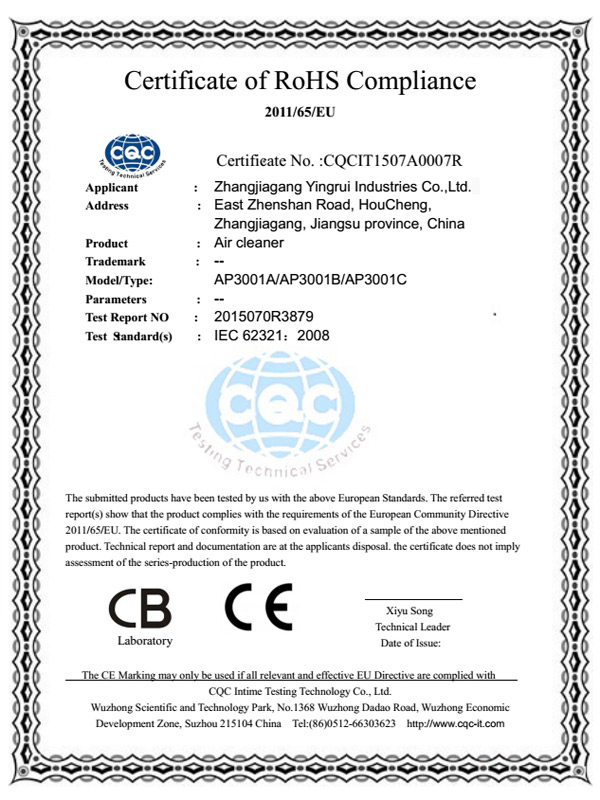 Certificate of RoHS Compliance
2011/65/EU
CQC
Testing Technical Services
Certificate No. :CQCIT1507A0007R
Applicant : Zhangjiagang Yingrui Industries Co.,Ltd.
Address : East Zhenshan Road, HouCheng,
Zhangjiagang, Jiangsu province, China
Product : Air cleaner
Trademark : --
Model/Type: AP3001A/AP3001B/AP3001C
Parameters : --
Test Report NO : 2015070R3879
Test Standard(s) : IEC 62321：2008
CQC
Testing Technical Services
The submitted products have been tested by us with the above European Standards. The referred test
report(s) show that the product complies with the requirements of the European Community Directive
2011/65/EU. The certificate of conformity is based on evaluation of a sample of the above mentioned
product. Technical report and documentation are at the applicants disposal. the certificate does not imply
assessment of the series-production of the product.
CB
Laboratory
CE
Xiyu Song
Technical Leader
Date of Issue:
The CE Marking may only be used if all relevant and effective EU Directive are complied with
CQC Intime Testing Technology Co., Ltd.
Wuzhong Scientific and Technology Park, No.1368 Wuzhong Dadao Road, Wuzhong Economic
Development Zone, Suzhou 215104 China Tel:(86)0512-66303623 http://www.cqc-it.com